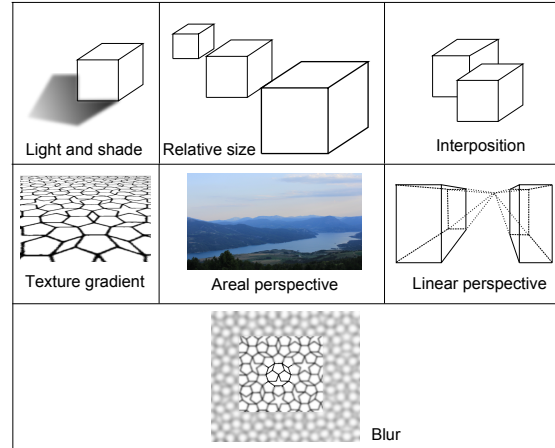 Light and shade
Relative size
Interposition
Texture gradient
Areal perspective
Linear perspective
Blur